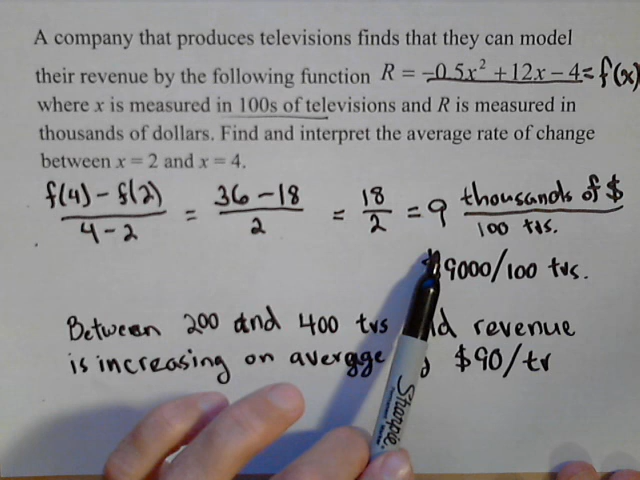 A company that produces televisions finds that they can model
their revenue by the following function R = -0.5x² + 12x - 4 = f(x)
where x is measured in 100s of televisions and R is measured in
thousands of dollars. Find and interpret the average rate of change
between x = 2 and x = 4.
f(4) - f(2) / 4 - 2 = 36 - 18 / 2 = 18 / 2 = 9 thousands of $ / 100 tvs.
9000/100 tvs.
Between 200 and 400 tvs revenue
is increasing on average $90/tv
Sharpie